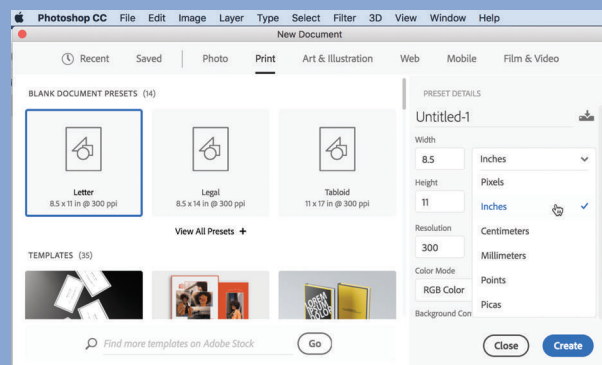 Photoshop CC File Edit Image Layer Type Select Filter 3D View Window Help
New Document
Recent Saved Photo Print Art & Illustration Web Mobile Film & Video
BLANK DOCUMENT PRESETS (14)
Letter
8.5 x 11 in @ 300 ppi
Legal
8.5 x 14 in @ 300 ppi
Tabloid
11 x 17 in @ 300 ppi
View All Presets +
TEMPLATES (35)
LOREM
IPSUM
DOLOR
Find more templates on Adobe Stock
Go
PRESET DETAILS
Untitled-1
Width
8.5 Inches
Height
11
Resolution
300
Color Mode
RGB Color
Background Con
Pixels
Inches
Centimeters
Millimeters
Points
Picas
Close Create